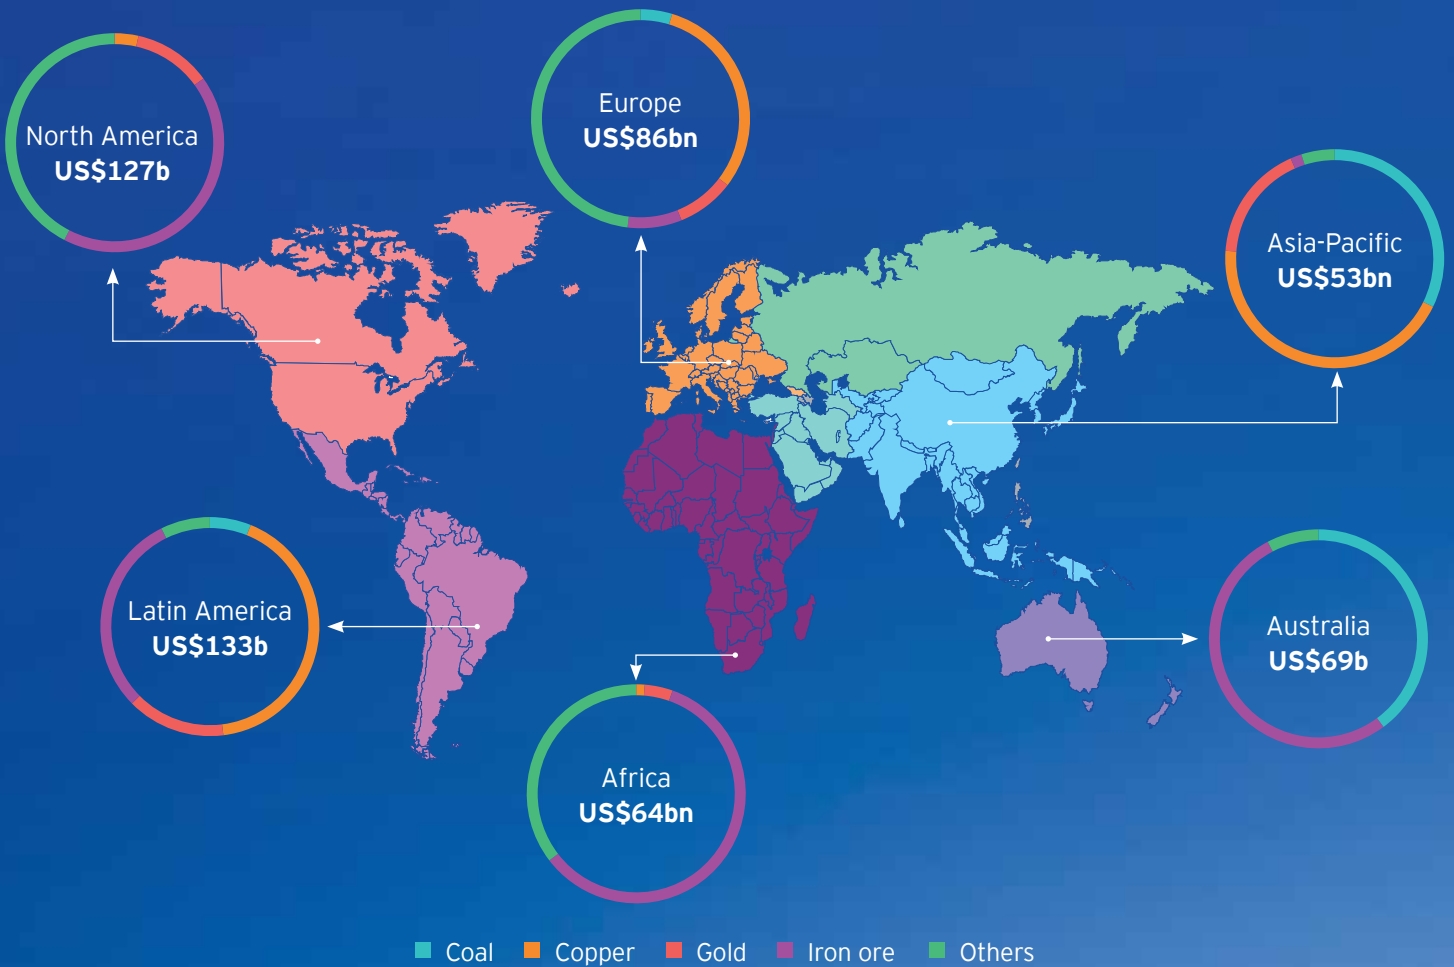 North America
US$127b
Europe
US$86bn
Asia-Pacific
US$53bn
Latin America
US$133b
Africa
US$64bn
Australia
US$69b
Coal Copper Gold Iron ore Others